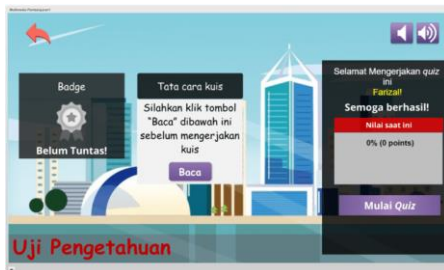 Badge
Belum Tuntas!
Tata cara kuis
Silahkan klik tombol
"Baca" dibawah ini
sebelum mengerjakan
kuis
Baca
Selamat Mengerjakan quiz
ini
Farizal!
Semoga berhasil!
Nilai saat ini
0% (0 points)
Mulai Quiz
Uji Pengetahuan